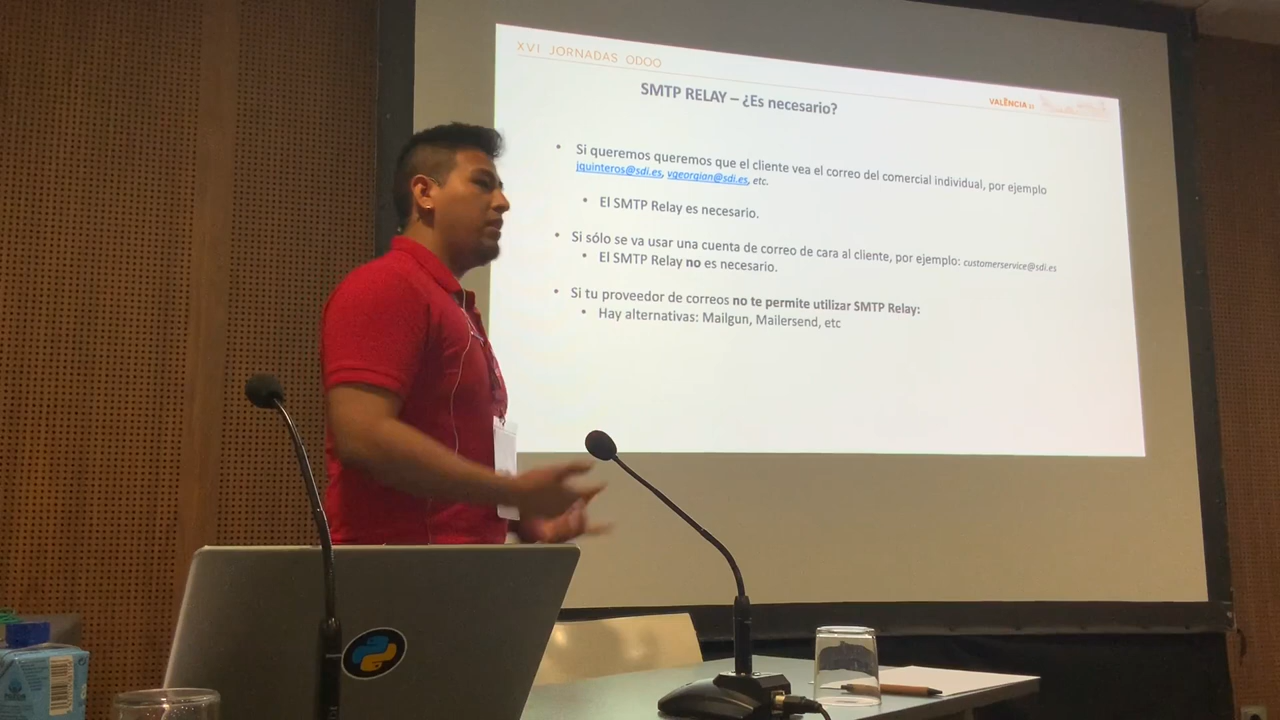 XVI JORNADAS ODOO
VALÈNCIA
SMTP RELAY – ¿Es necesario?
• Si queremos queremos que el cliente vea el correo del comercial individual, por ejemplo
jquinteros@sdi.es, vgeorgian@sdi.es, etc.
• El SMTP Relay es necesario.
• Si sólo se va usar una cuenta de correo de cara al cliente, por ejemplo: customerservice@sdi.es
• El SMTP Relay no es necesario.
• Si tu proveedor de correos no te permite utilizar SMTP Relay:
• Hay alternativas: Mailgun, Mailersend, etc